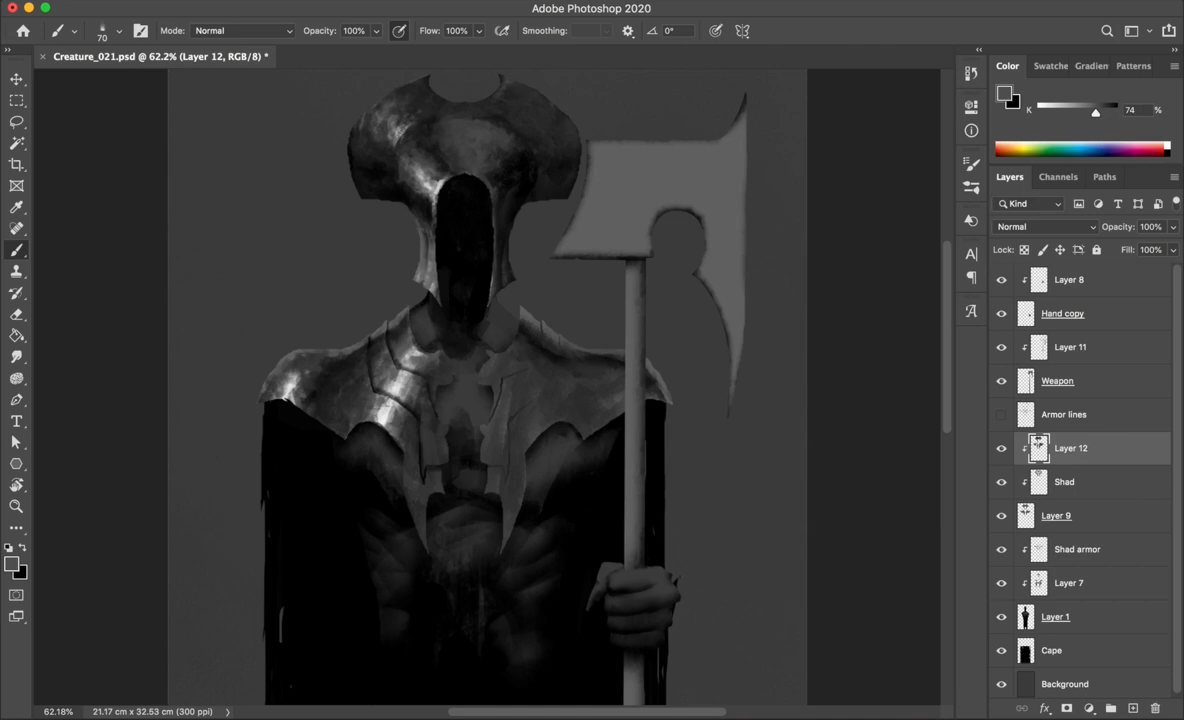 Adobe Photoshop 2020
70
Mode: Normal
Opacity: 100%
Flow: 100%
Smoothing:
0°
Creature_021.psd @ 62.2% (Layer 12, RGB/8) *
Color
Swatche
Gradien
Patterns
K
74
%
Layers
Channels
Paths
Kind
Normal
Opacity: 100%
Lock:
Fill: 100%
Layer 8
Hand copy
Layer 11
Weapon
Armor lines
Layer 12
Shad
Layer 9
Shad armor
Layer 7
Layer 1
Cape
Background
fx
62.18%
21.17 cm x 32.53 cm (300 ppi)